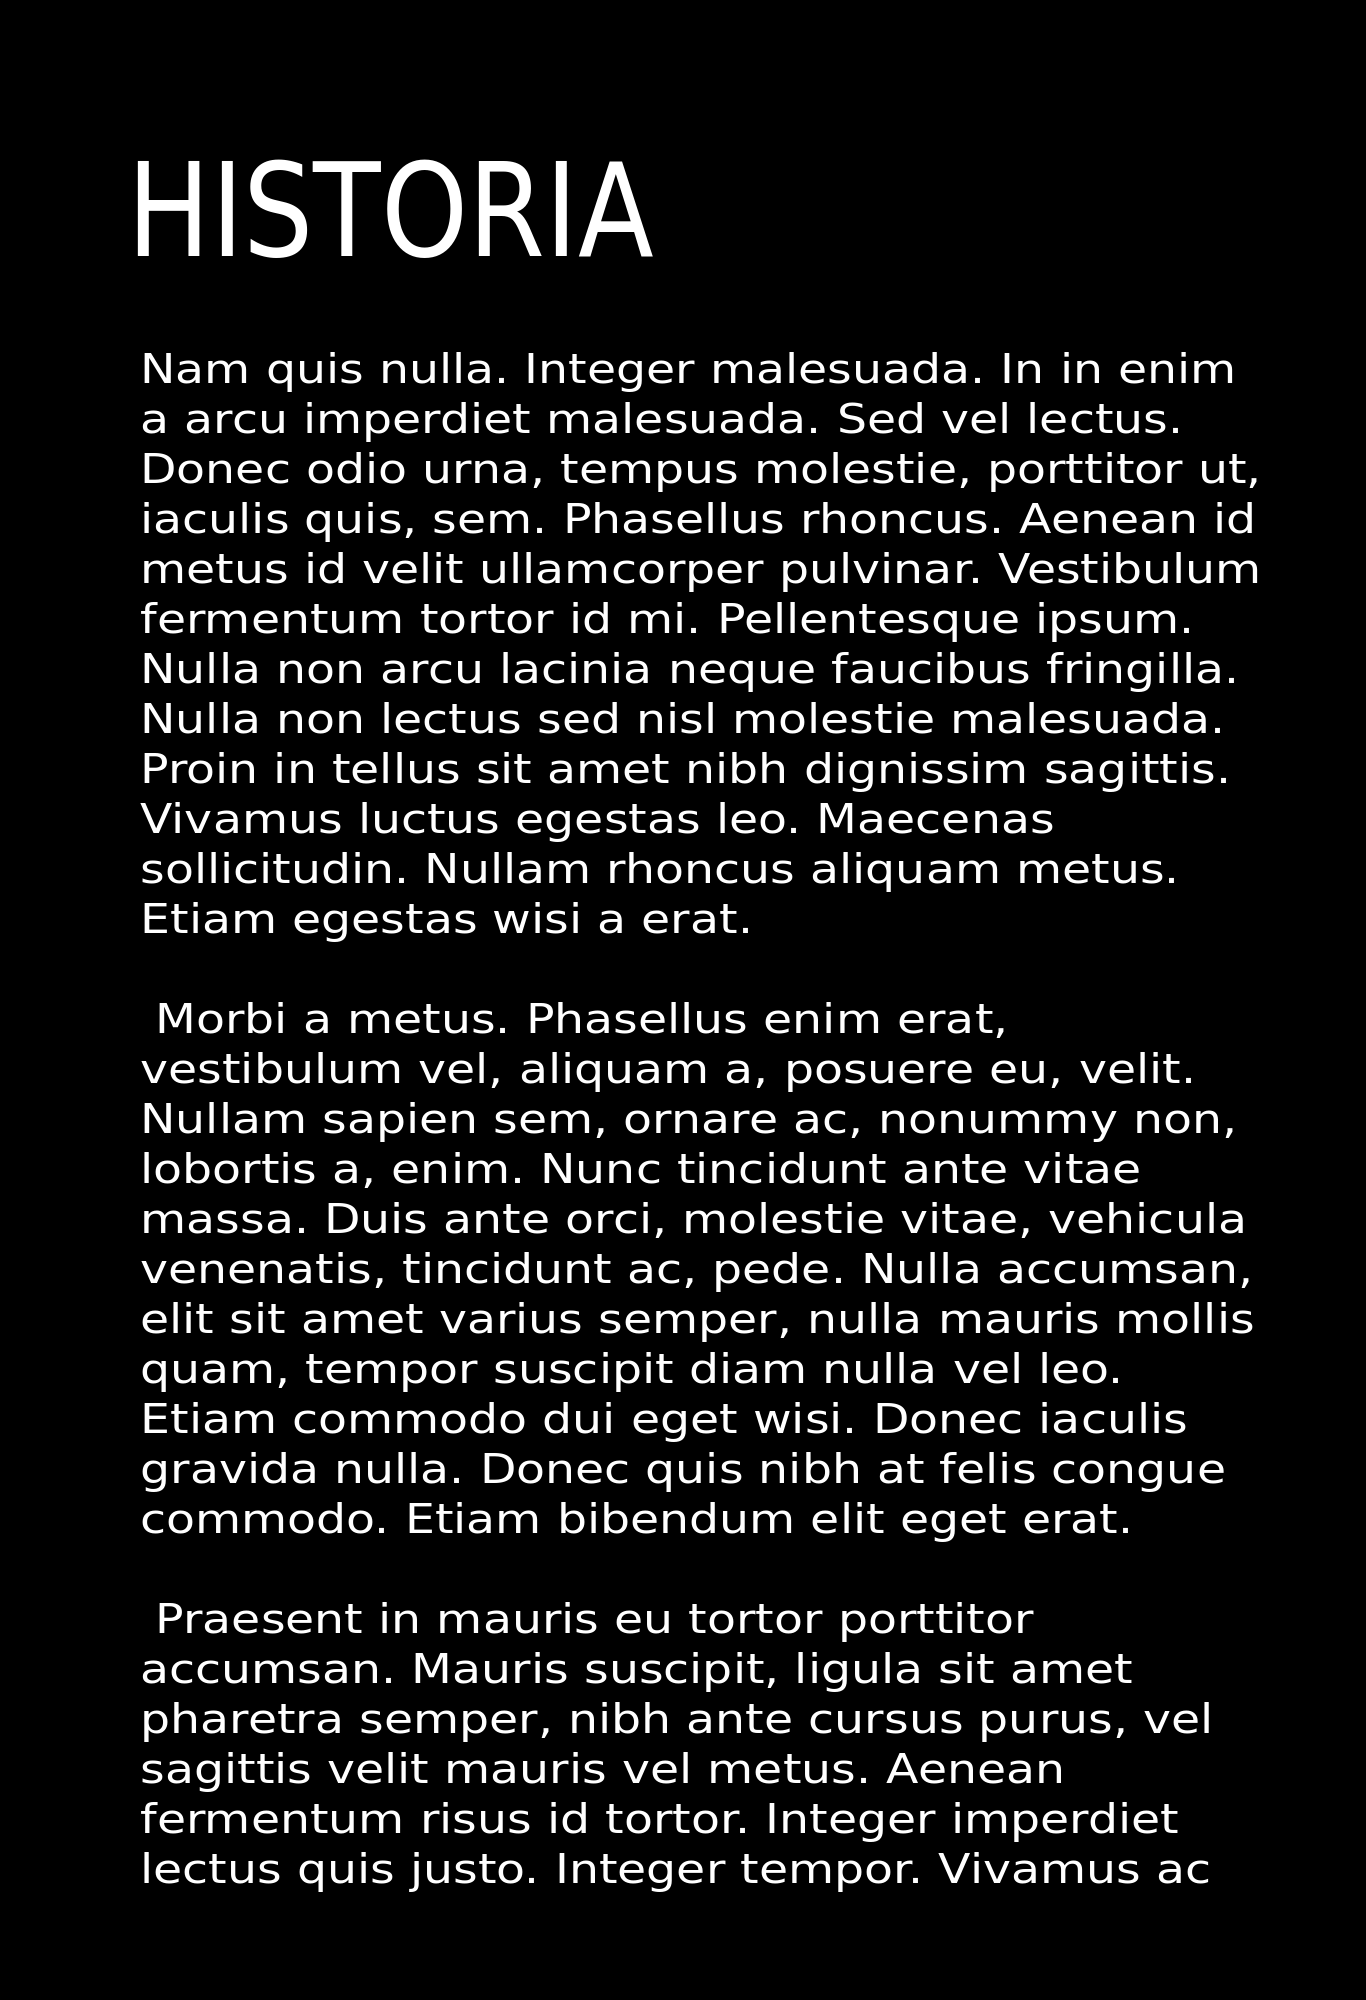 HISTORIA
Nam quis nulla. Integer malesuada. In in enim
a arcu imperdiet malesuada. Sed vel lectus.
Donec odio urna, tempus molestie, porttitor ut,
iaculis quis, sem. Phasellus rhoncus. Aenean id
metus id velit ullamcorper pulvinar. Vestibulum
fermentum tortor id mi. Pellentesque ipsum.
Nulla non arcu lacinia neque faucibus fringilla.
Nulla non lectus sed nisl molestie malesuada.
Proin in tellus sit amet nibh dignissim sagittis.
Vivamus luctus egestas leo. Maecenas
sollicitudin. Nullam rhoncus aliquam metus.
Etiam egestas wisi a erat.
Morbi a metus. Phasellus enim erat,
vestibulum vel, aliquam a, posuere eu, velit.
Nullam sapien sem, ornare ac, nonummy non,
lobortis a, enim. Nunc tincidunt ante vitae
massa. Duis ante orci, molestie vitae, vehicula
venenatis, tincidunt ac, pede. Nulla accumsan,
elit sit amet varius semper, nulla mauris mollis
quam, tempor suscipit diam nulla vel leo.
Etiam commodo dui eget wisi. Donec iaculis
gravida nulla. Donec quis nibh at felis congue
commodo. Etiam bibendum elit eget erat.
Praesent in mauris eu tortor porttitor
accumsan. Mauris suscipit, ligula sit amet
pharetra semper, nibh ante cursus purus, vel
sagittis velit mauris vel metus. Aenean
fermentum risus id tortor. Integer imperdiet
lectus quis justo. Integer tempor. Vivamus ac